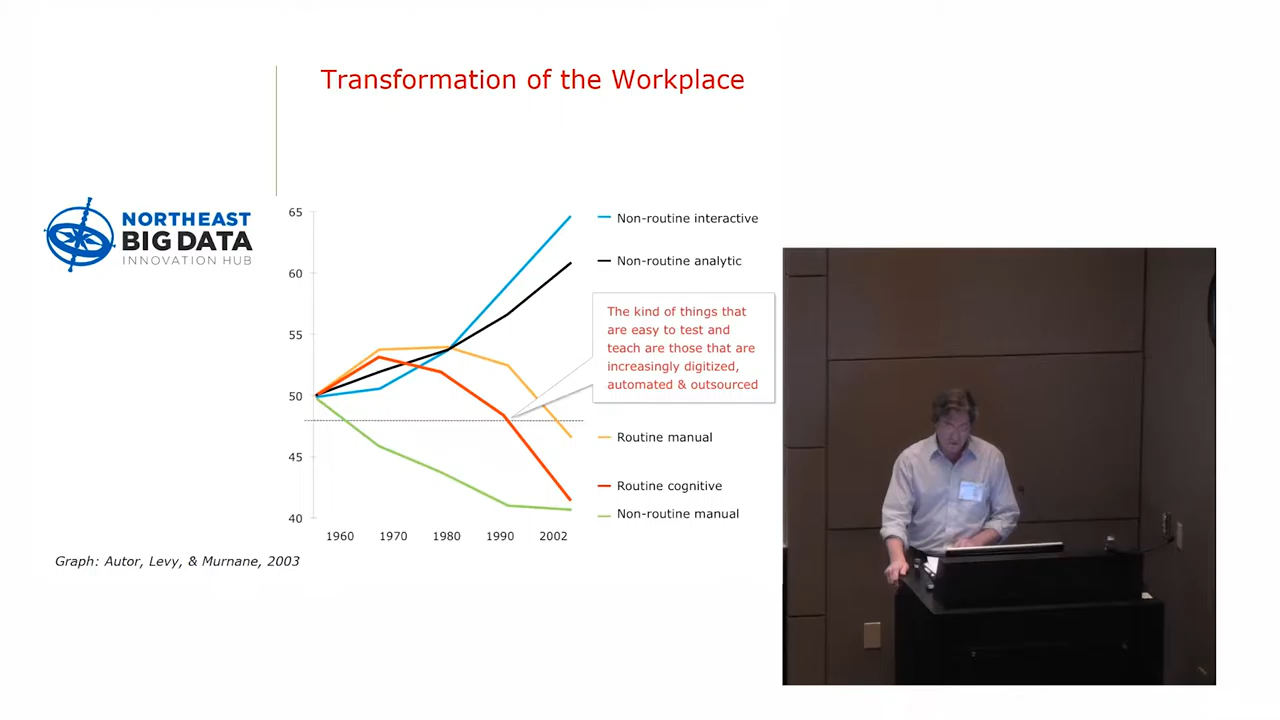 Transformation of the Workplace
NORTHEAST
BIG DATA
INNOVATION HUB
65
60
55
50
45
40
1960 1970 1980 1990 2002
Non-routine interactive
Non-routine analytic
The kind of things that
are easy to test and
teach are those that are
increasingly digitized,
automated & outsourced
Routine manual
Routine cognitive
Non-routine manual
Graph: Autor, Levy, & Murnane, 2003